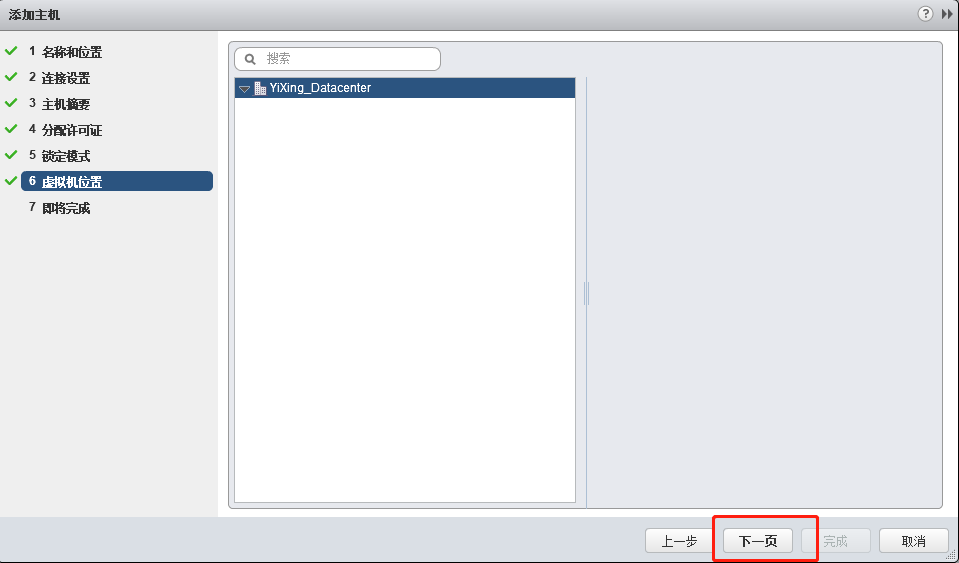 添加主机
?
1 名称和位置
2 连接设置
3 主机摘要
4 分配许可证
5 锁定模式
6 虚拟机位置
7 即将完成
搜索
YiXing_Datacenter
上一步 下一页 完成 取消